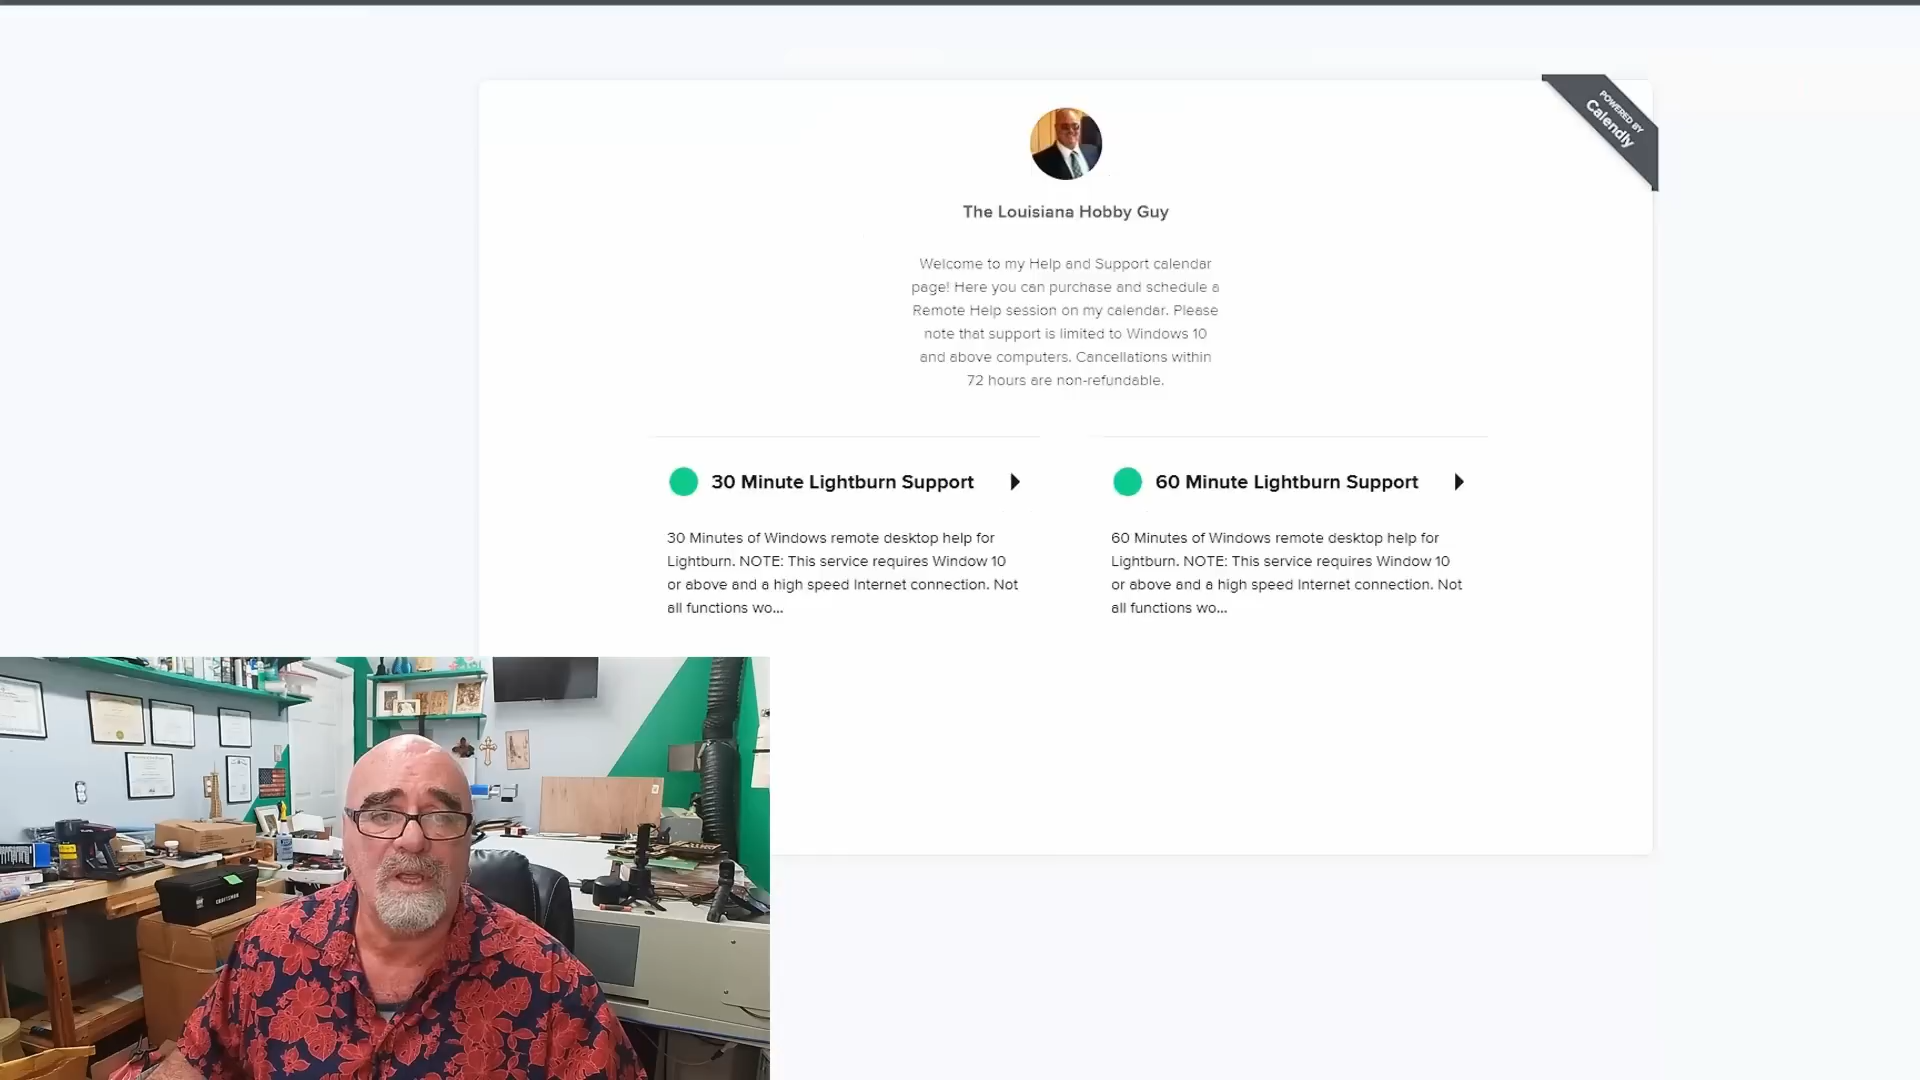 POWERED BY
Calendly
The Louisiana Hobby Guy
Welcome to my Help and Support calendar
page! Here you can purchase and schedule a
Remote Help session on my calendar. Please
note that support is limited to Windows 10
and above computers. Cancellations within
72 hours are non-refundable.
30 Minute Lightburn Support
30 Minutes of Windows remote desktop help for
Lightburn. NOTE: This service requires Window 10
or above and a high speed Internet connection. Not
all functions wo...
60 Minute Lightburn Support
60 Minutes of Windows remote desktop help for
Lightburn. NOTE: This service requires Window 10
or above and a high speed Internet connection. Not
all functions wo...
CRAFTSMAN